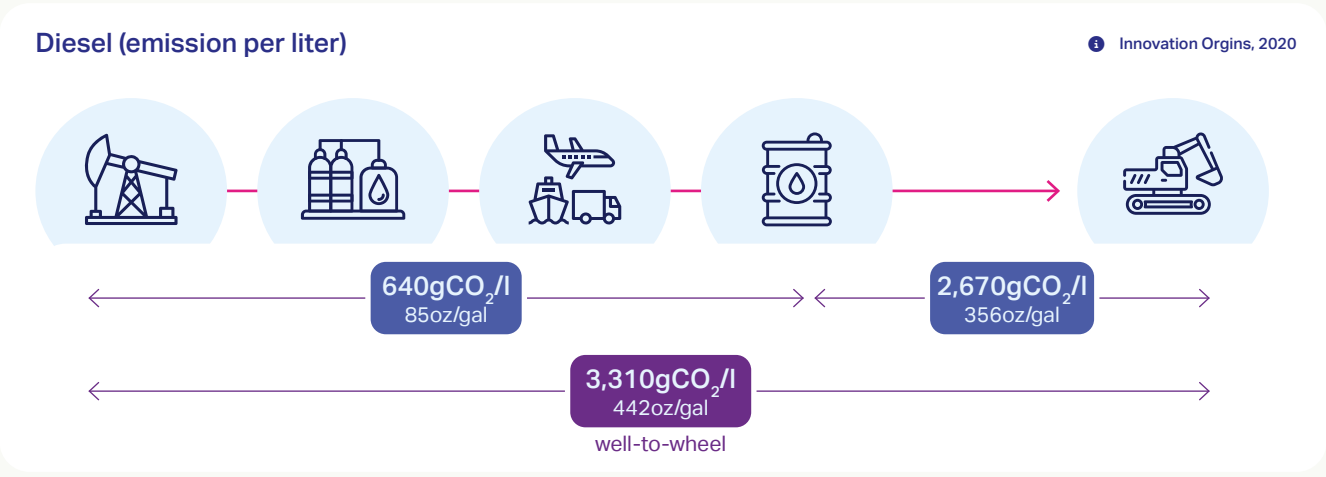 Diesel (emission per liter)
Innovation Orgins, 2020
640gCO₂/l
85oz/gal
2,670gCO₂/l
356oz/gal
3,310gCO₂/l
442oz/gal
well-to-wheel